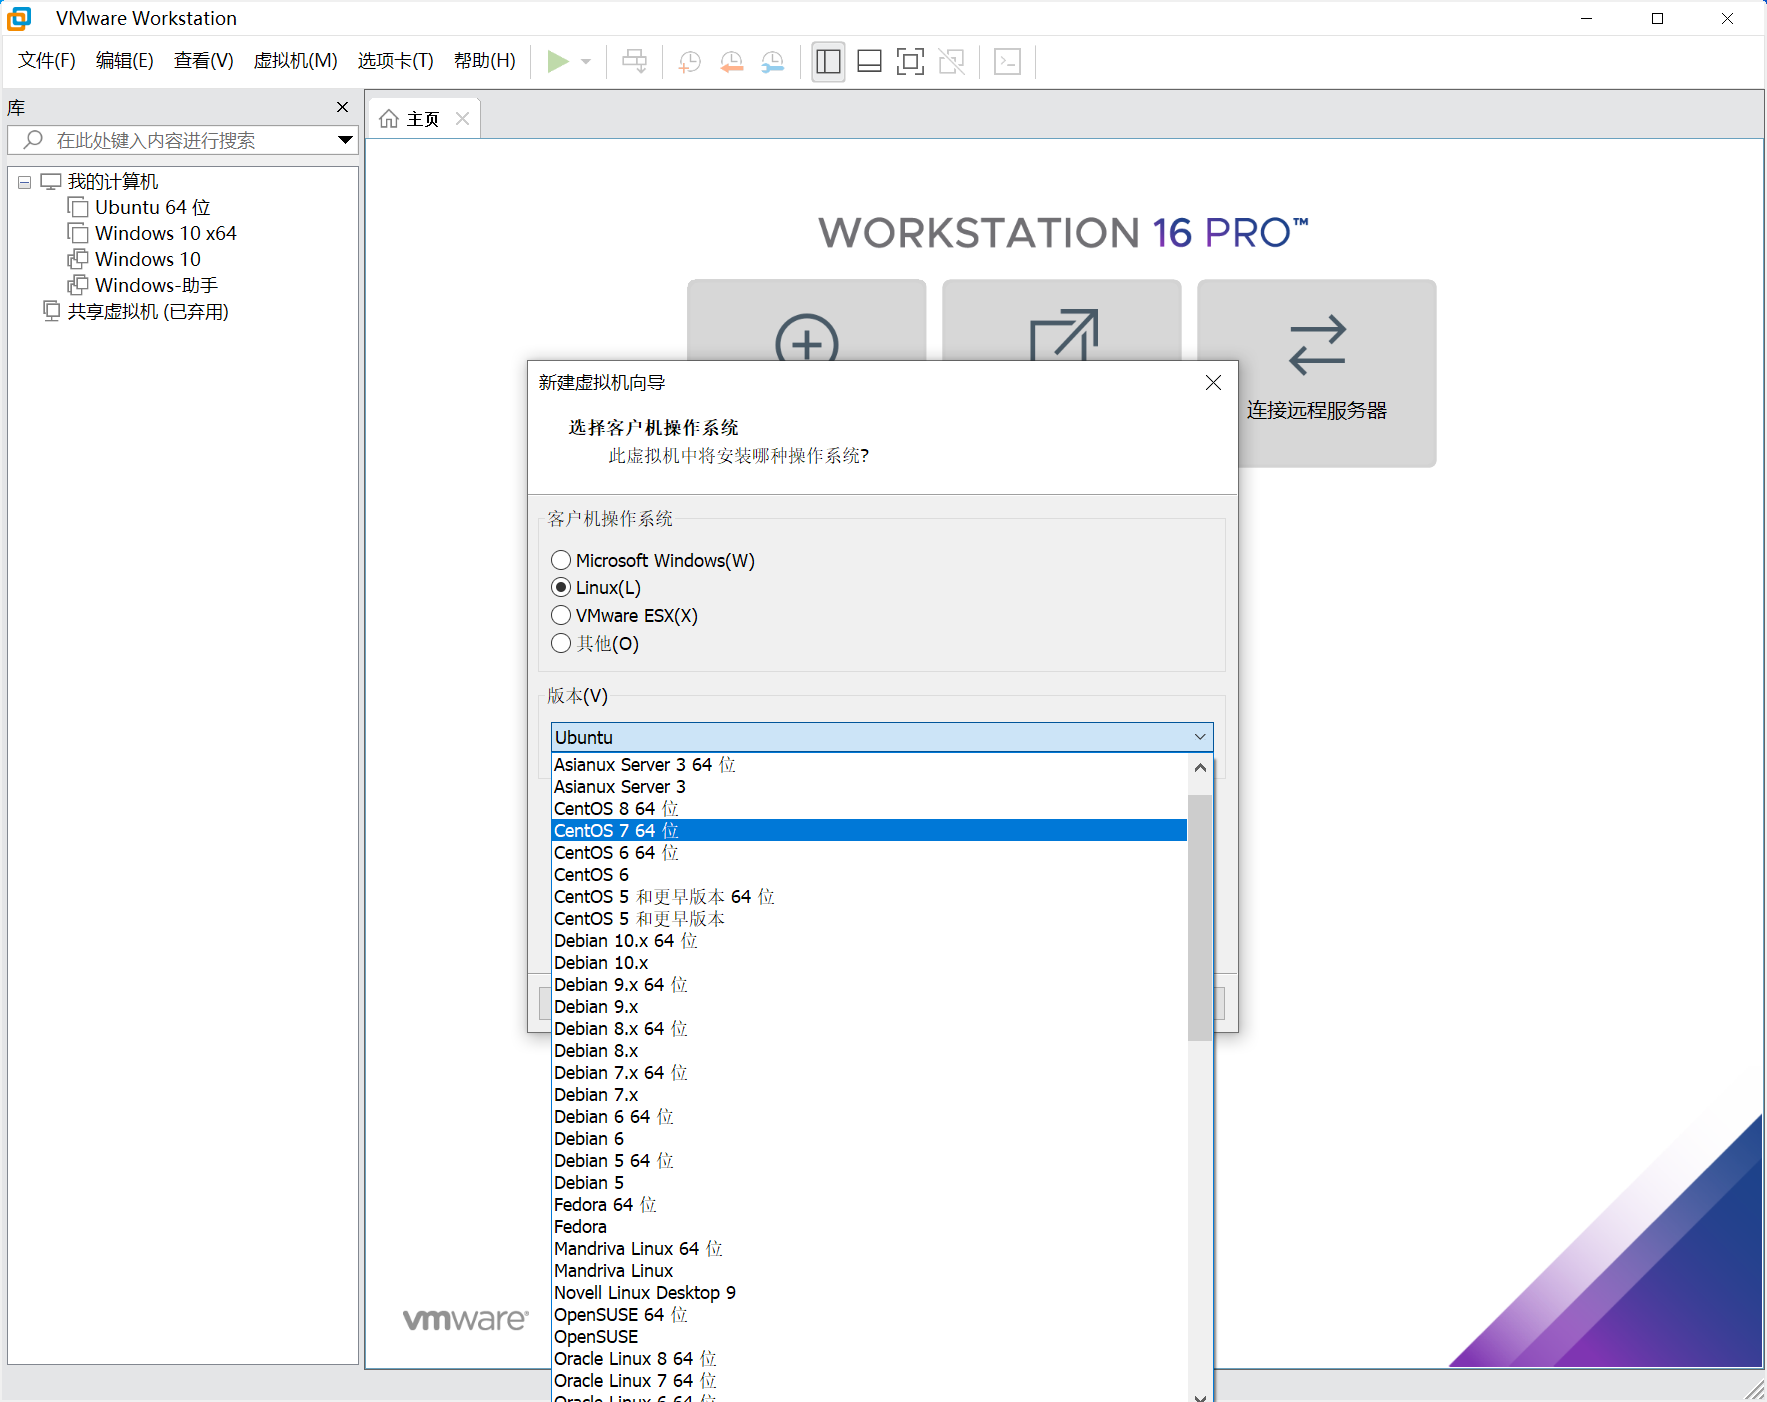 VMware Workstation
文件(F) 编辑(E) 查看(V) 虚拟机(M) 选项卡(T) 帮助(H)
库
在此处键入内容进行搜索
我的计算机
Ubuntu 64 位
Windows 10 x64
Windows 10
Windows-助手
共享虚拟机 (已弃用)
主页
WORKSTATION 16 PRO™
连接远程服务器
新建虚拟机向导
选择客户机操作系统
此虚拟机中将安装哪种操作系统?
客户机操作系统
Microsoft Windows(W)
Linux(L)
VMware ESX(X)
其他(O)
版本(V)
Ubuntu
Asianux Server 3 64 位
Asianux Server 3
CentOS 8 64 位
CentOS 7 64 位
CentOS 6 64 位
CentOS 6
CentOS 5 和更早版本 64 位
CentOS 5 和更早版本
Debian 10.x 64 位
Debian 10.x
Debian 9.x 64 位
Debian 9.x
Debian 8.x 64 位
Debian 8.x
Debian 7.x 64 位
Debian 7.x
Debian 6 64 位
Debian 6
Debian 5 64 位
Debian 5
Fedora 64 位
Fedora
Mandriva Linux 64 位
Mandriva Linux
Novell Linux Desktop 9
OpenSUSE 64 位
OpenSUSE
Oracle Linux 8 64 位
Oracle Linux 7 64 位
Oracle Linux 6 64 位
vmware®